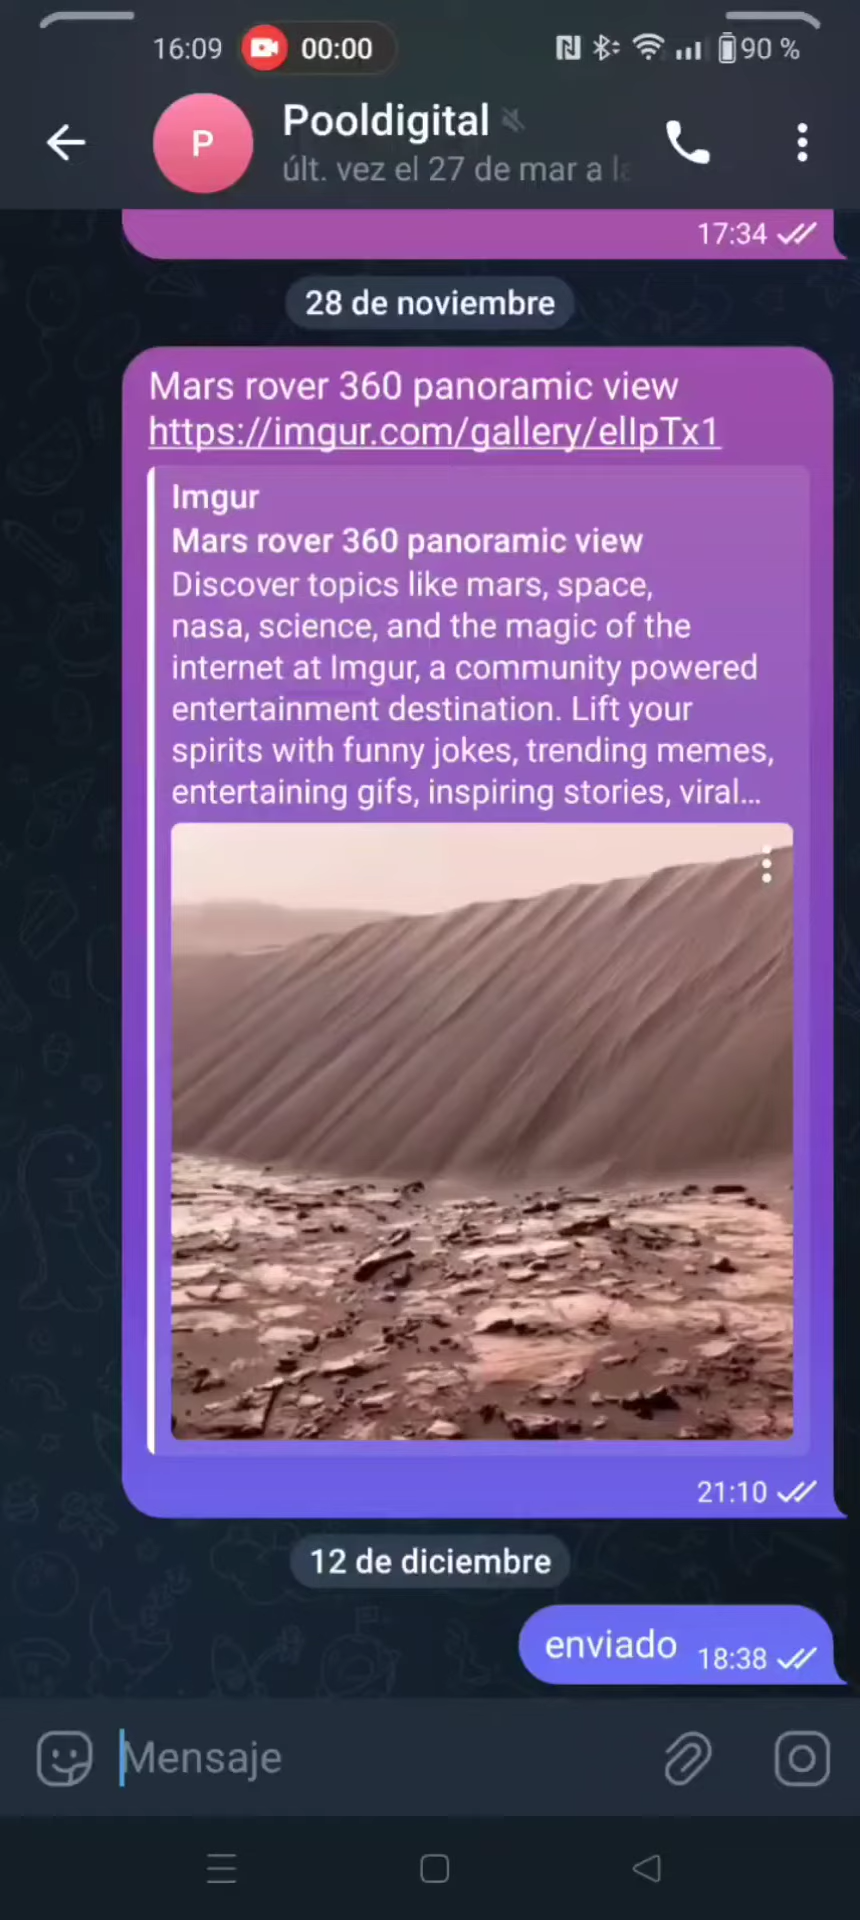 16:09 00:00 90 %
P
Pooldigital
últ. vez el 27 de mar a
17:34
28 de noviembre
Mars rover 360 panoramic view
https://imgur.com/gallery/elIpTx1
Imgur
Mars rover 360 panoramic view
Discover topics like mars, space,
nasa, science, and the magic of the
internet at Imgur, a community powered
entertainment destination. Lift your
spirits with funny jokes, trending memes,
entertaining gifs, inspiring stories, viral...
21:10
12 de diciembre
enviado 18:38
Mensaje